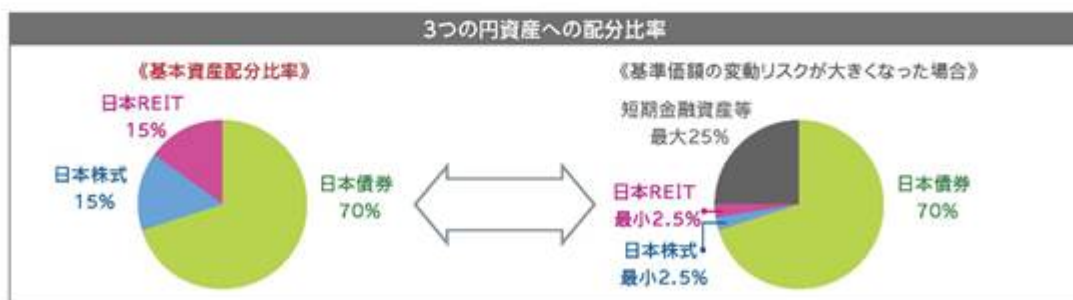 3つの円資産への配分比率
《基本資産配分比率》
日本REIT
15%
日本株式
15%
日本債券
70%
《基準価額の変動リスクが大きくなった場合》
短期金融資産等
最大25%
日本REIT
最小2.5%
日本株式
最小2.5%
日本債券
70%